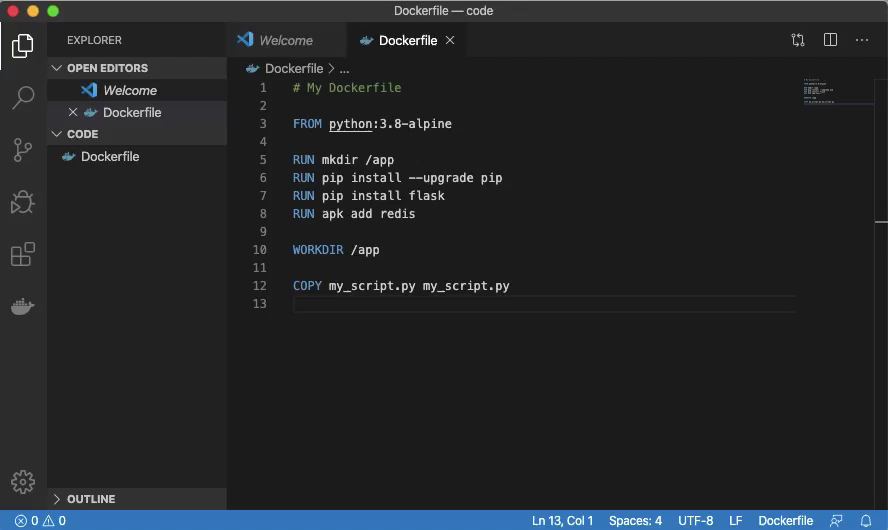 Dockerfile — code
EXPLORER
OPEN EDITORS
Welcome
Dockerfile
CODE
Dockerfile
OUTLINE
Welcome
Dockerfile
Dockerfile > ...
1 # My Dockerfile
2
3 FROM python:3.8-alpine
4
5 RUN mkdir /app
6 RUN pip install --upgrade pip
7 RUN pip install flask
8 RUN apk add redis
9
10 WORKDIR /app
11
12 COPY my_script.py my_script.py
13
0 0 Ln 13, Col 1 Spaces: 4 UTF-8 LF Dockerfile